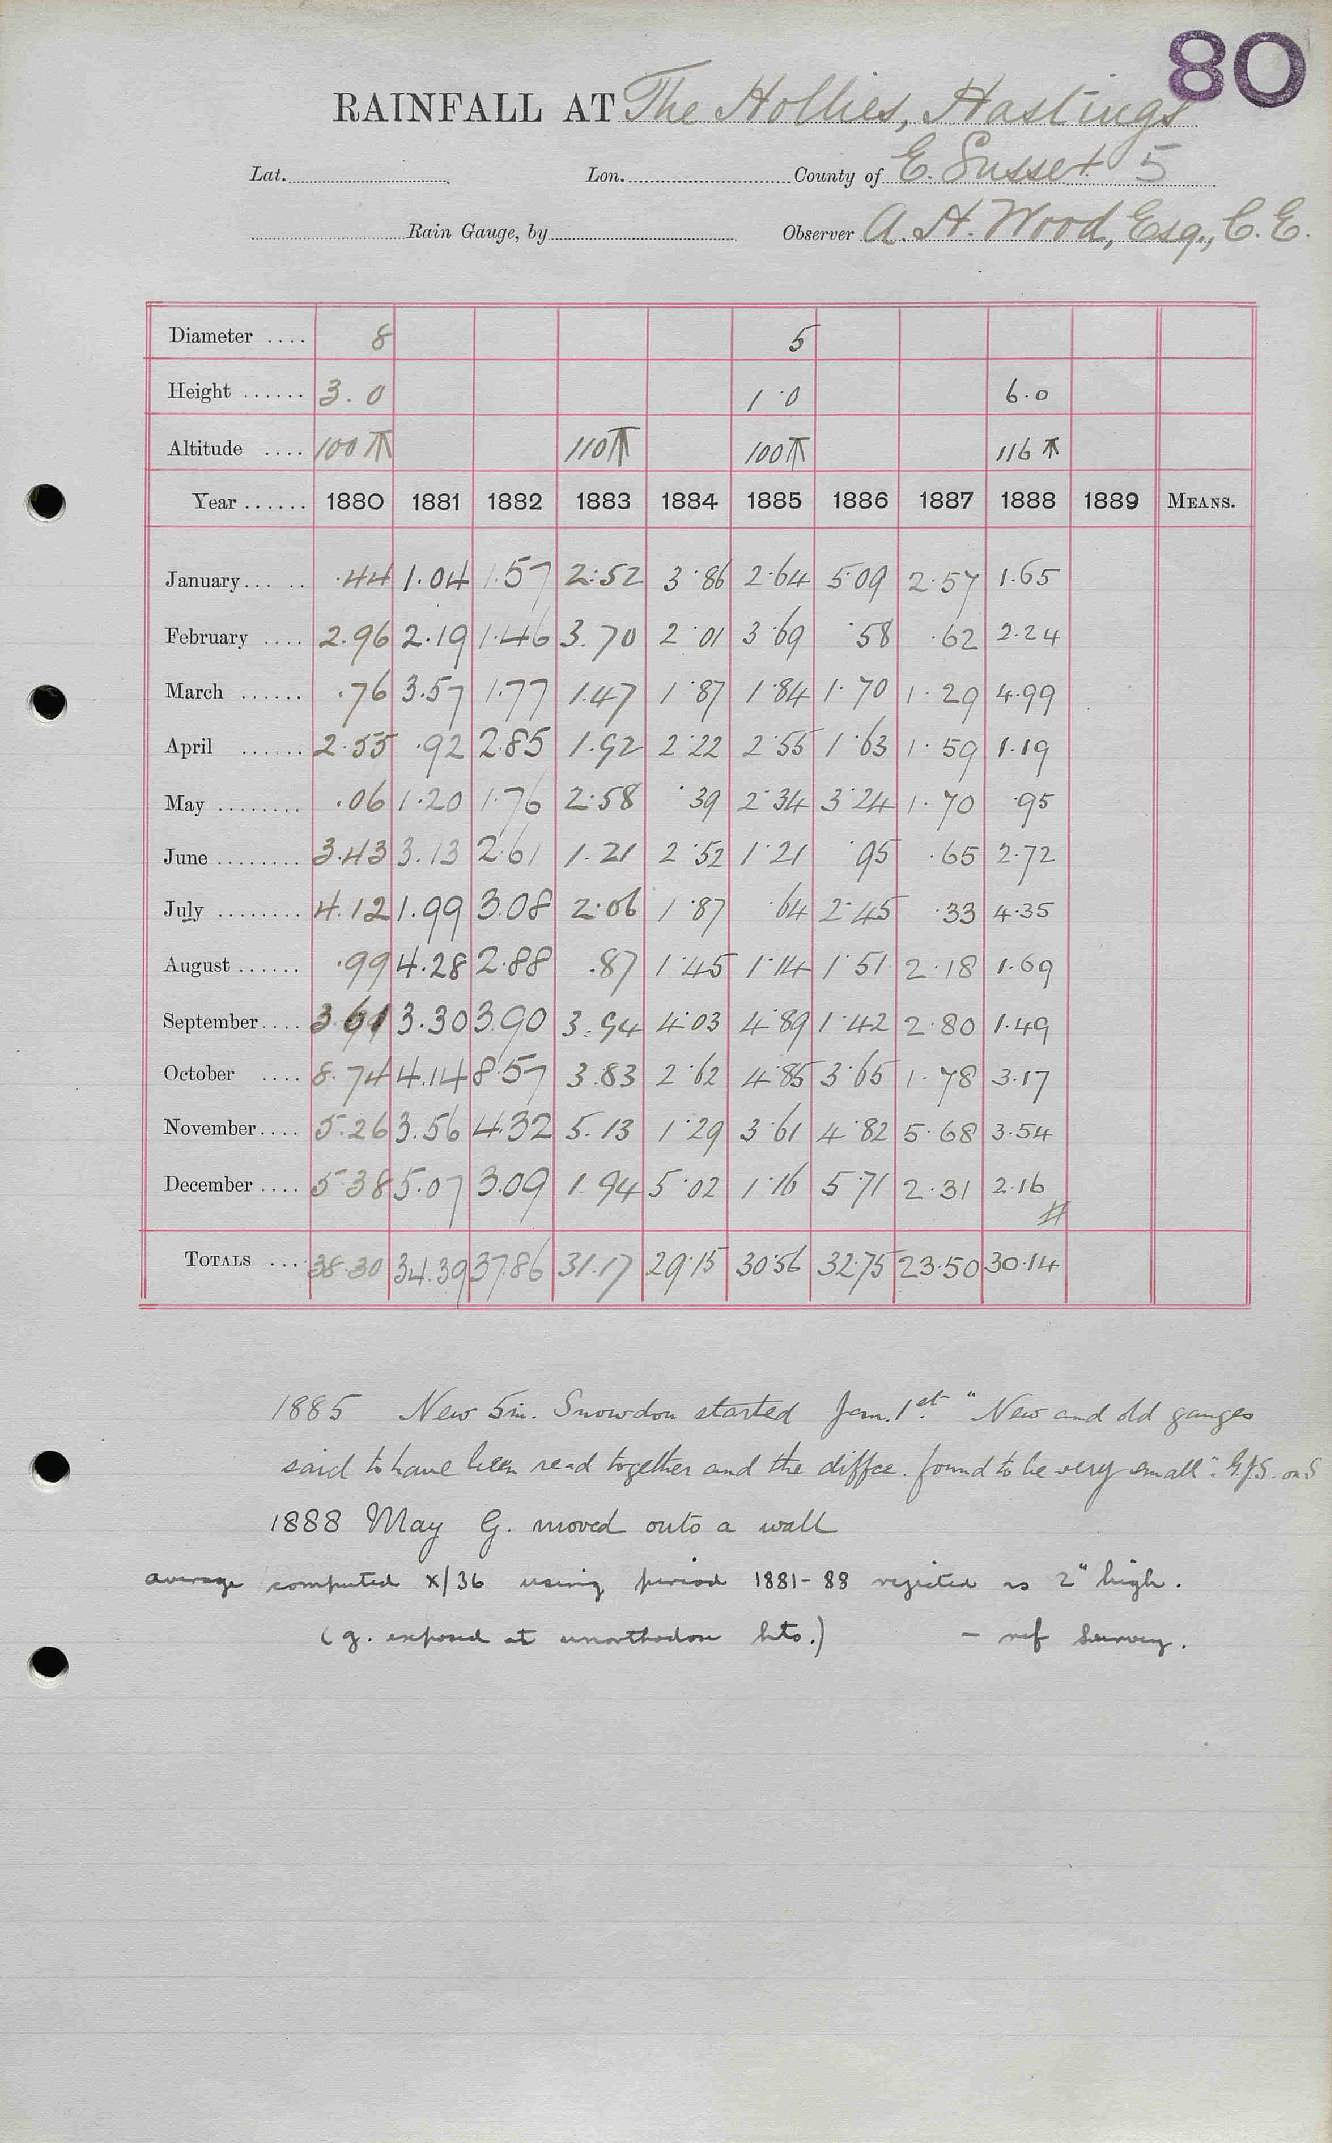 80
RAINFALL AT The Hollies, Hastings
Lat. Lon. County of E. Sussex 5
Rain Gauge, by Observer A. H. Wood, Esq., C.E.
Diameter .... 8 5
Height ...... 3.0 1.0 6.0
Altitude .... 100 110 100 116
Year ...... 1880 1881 1882 1883 1884 1885 1886 1887 1888 1889 MEANS.
January... ... .44 1.04 1.57 2.52 3.86 2.64 5.09 2.57 1.65
February .... 2.96 2.19 1.46 3.70 2.01 3.69 .58 .62 2.24
March ...... .76 3.57 1.77 1.47 1.87 1.84 1.70 1.29 4.99
April ...... 2.55 .92 2.85 1.92 2.22 2.55 1.63 1.59 1.19
May ........ .06 1.20 1.76 2.58 .39 2.34 3.24 1.70 .95
June ........ 3.43 3.13 2.61 1.21 2.52 1.21 .95 .65 2.72
July ........ 4.12 1.99 3.08 2.06 1.87 .64 2.45 .33 4.35
August ...... .99 4.28 2.88 .87 1.45 1.14 1.51 2.18 1.69
September.... 3.61 3.30 3.90 3.94 4.03 4.89 1.42 2.80 1.49
October .... 8.74 4.14 8.57 3.83 2.62 4.85 3.65 1.78 3.17
November.... 5.26 3.56 4.32 5.13 1.29 3.61 4.82 5.68 3.54
December .... 5.38 5.07 3.09 1.94 5.02 1.16 5.71 2.31 2.16
#
TOTALS .... 38.30 34.39 37.86 31.17 29.15 30.56 32.75 23.50 30.14
1885 New 5in. Snowdon started Jan. 1st. "New and old gauges
said to have been read together and the diffce. found to be very small".
1888 May G. moved onto a wall
average computed x/36 using period 1881-88 rejected as 2" high.
(g. exposed at unorthodox hts.) - ref Survey.